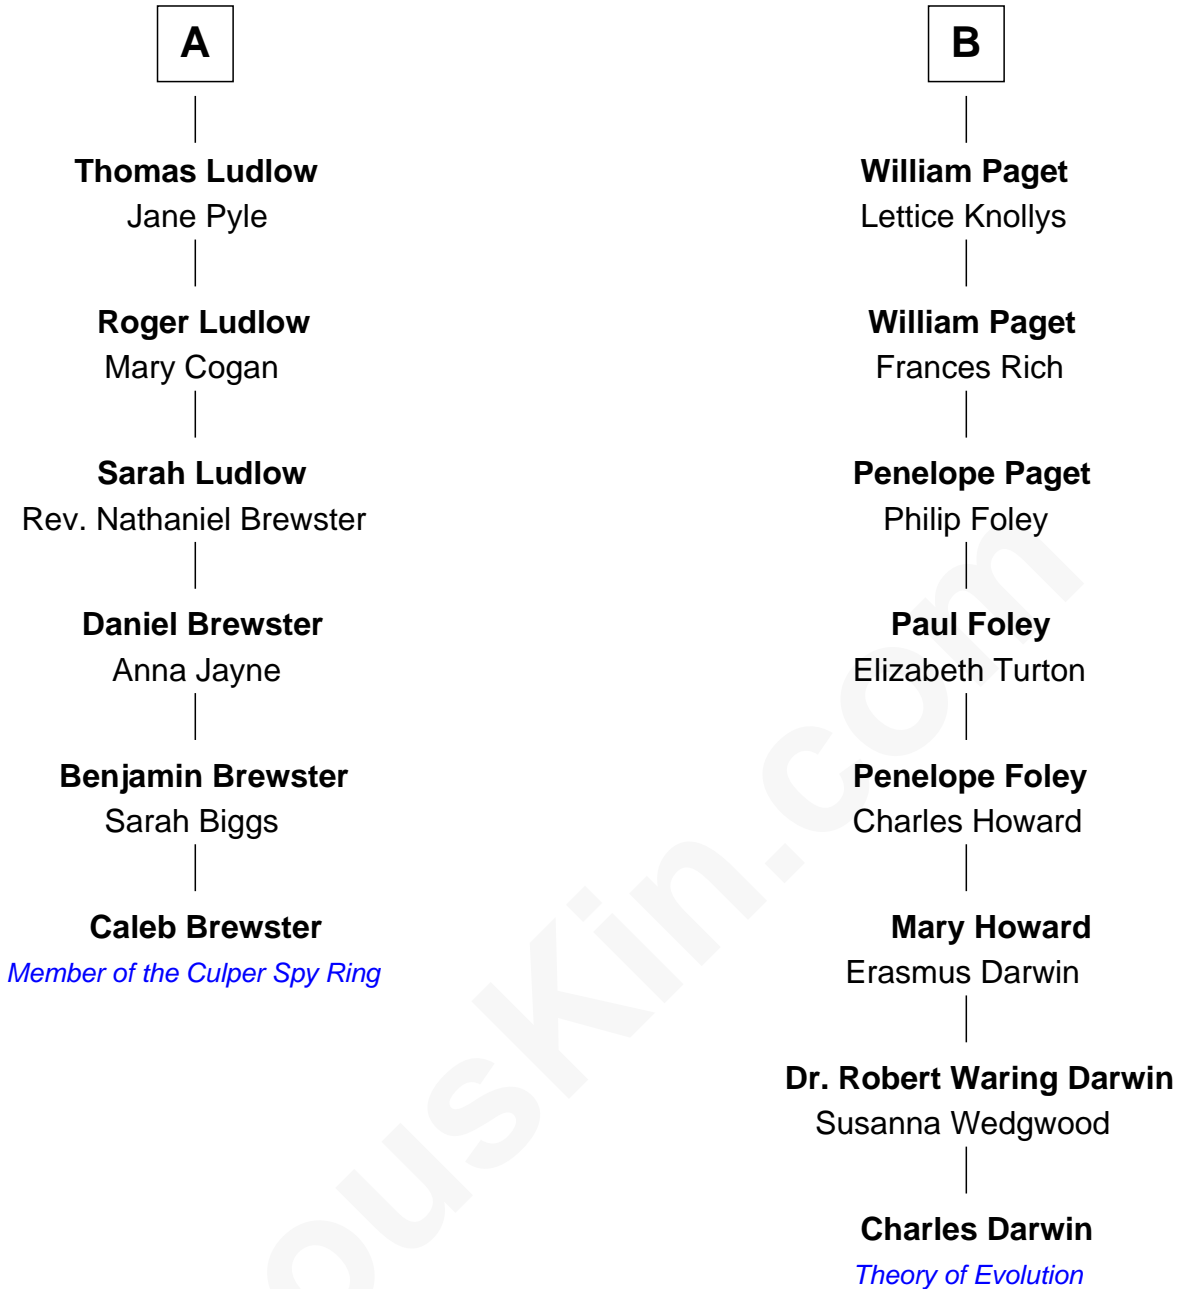 A
Thomas Ludlow
Jane Pyle
Roger Ludlow
Mary Cogan
Sarah Ludlow
Rev. Nathaniel Brewster
Daniel Brewster
Anna Jayne
Benjamin Brewster
Sarah Biggs
Caleb Brewster
Member of the Culper Spy Ring
B
William Paget
Lettice Knollys
William Paget
Frances Rich
Penelope Paget
Philip Foley
Paul Foley
Elizabeth Turton
Penelope Foley
Charles Howard
Mary Howard
Erasmus Darwin
Dr. Robert Waring Darwin
Susanna Wedgwood
Charles Darwin
Theory of Evolution
ousKin.com